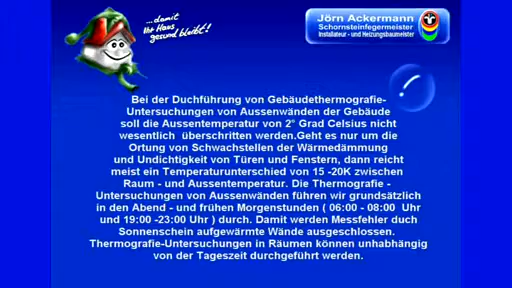 ...damit
Ihr Haus
gesund bleibt!
Jörn Ackermann
Schornsteinfegermeister
Installateur - und Heizungsbaumeister
Bei der Duchführung von Gebäudethermografie-
Untersuchungen von Aussenwänden der Gebäude
soll die Aussentemperatur von 2° Grad Celsius nicht
wesentlich überschritten werden.Geht es nur um die
Ortung von Schwachstellen der Wärmedämmung
und Undichtigkeit von Türen und Fenstern, dann reicht
meist ein Temperaturunterschied von 15 -20K zwischen
Raum - und Aussentemperatur. Die Thermografie -
Untersuchungen von Aussenwänden führen wir grundsätzlich
in den Abend - und frühen Morgenstunden ( 06:00 - 08:00 Uhr
und 19:00 -23:00 Uhr ) durch. Damit werden Messfehler duch
Sonnenschein aufgewärmte Wände ausgeschlossen.
Thermografie-Untersuchungen in Räumen können unhabhängig
von der Tageszeit durchgeführt werden.